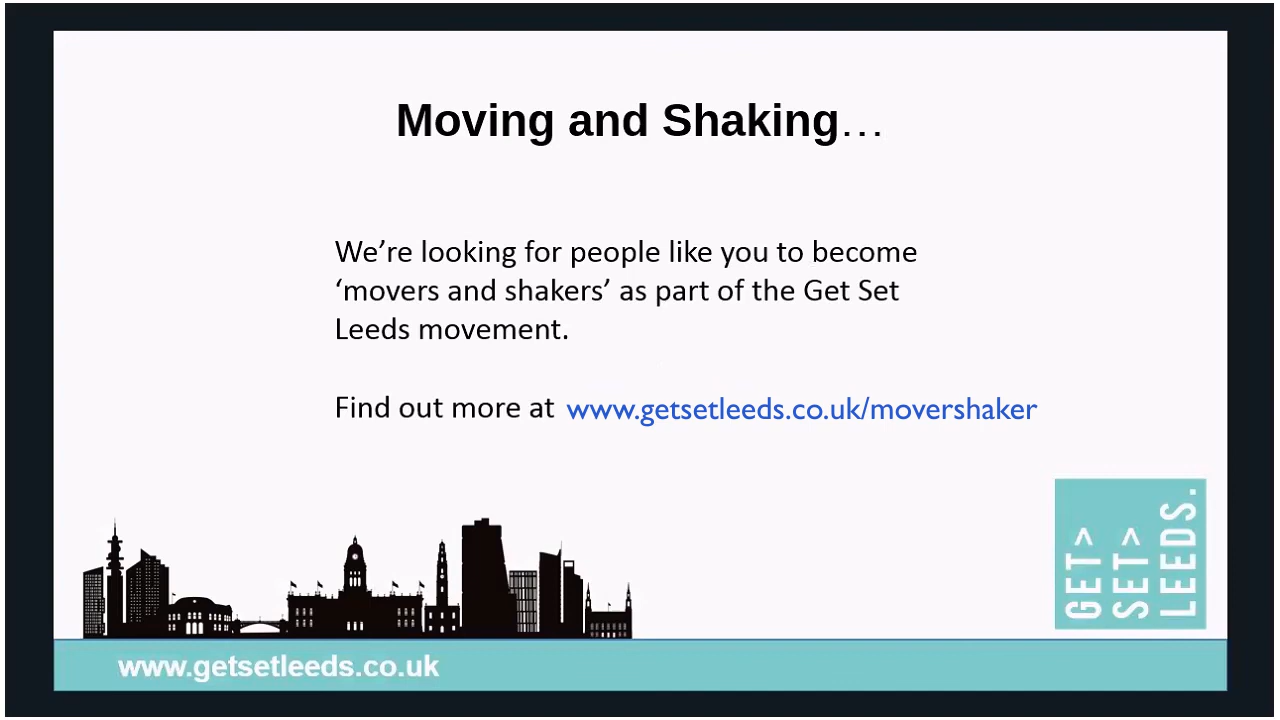 Moving and Shaking…
We’re looking for people like you to become
‘movers and shakers’ as part of the Get Set
Leeds movement.
Find out more at www.getsetleeds.co.uk/movershaker
GET>
SET>
LEEDS.
www.getsetleeds.co.uk